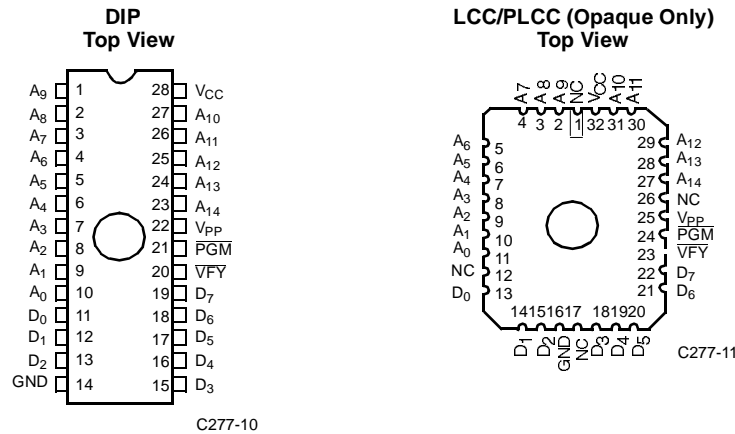 DIP
Top View
A9 1 28 VCC
A8 2 27 A10
A7 3 26 A11
A6 4 25 A12
A5 5 24 A13
A4 6 23 A14
A3 7 22 VPP
A2 8 21 PGM
A1 9 20 VFY
A0 10 19 D7
D0 11 18 D6
D1 12 17 D5
D2 13 16 D4
GND 14 15 D3
C277-10
LCC/PLCC (Opaque Only)
Top View
A7 A8 A9 NC VCC A10 A11
4 3 2 1 32 31 30
A6 5 29 A12
A5 6 28 A13
A4 7 27 A14
A3 8 26 NC
A2 9 25 VPP
A1 10 24 PGM
A0 11 23 VFY
NC 12 22 D7
D0 13 21 D6
14 15 16 17 18 19 20
D1 D2 GND NC D3 D4 D5
C277-11